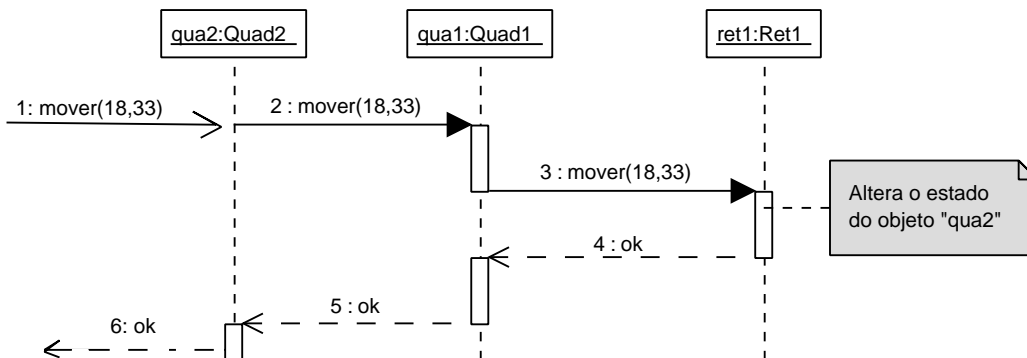 qua2:Quad2
qua1:Quad1
ret1:Ret1
1: mover(18,33)
2 : mover(18,33)
3 : mover(18,33)
Altera o estado
do objeto "qua2"
4 : ok
5 : ok
6: ok